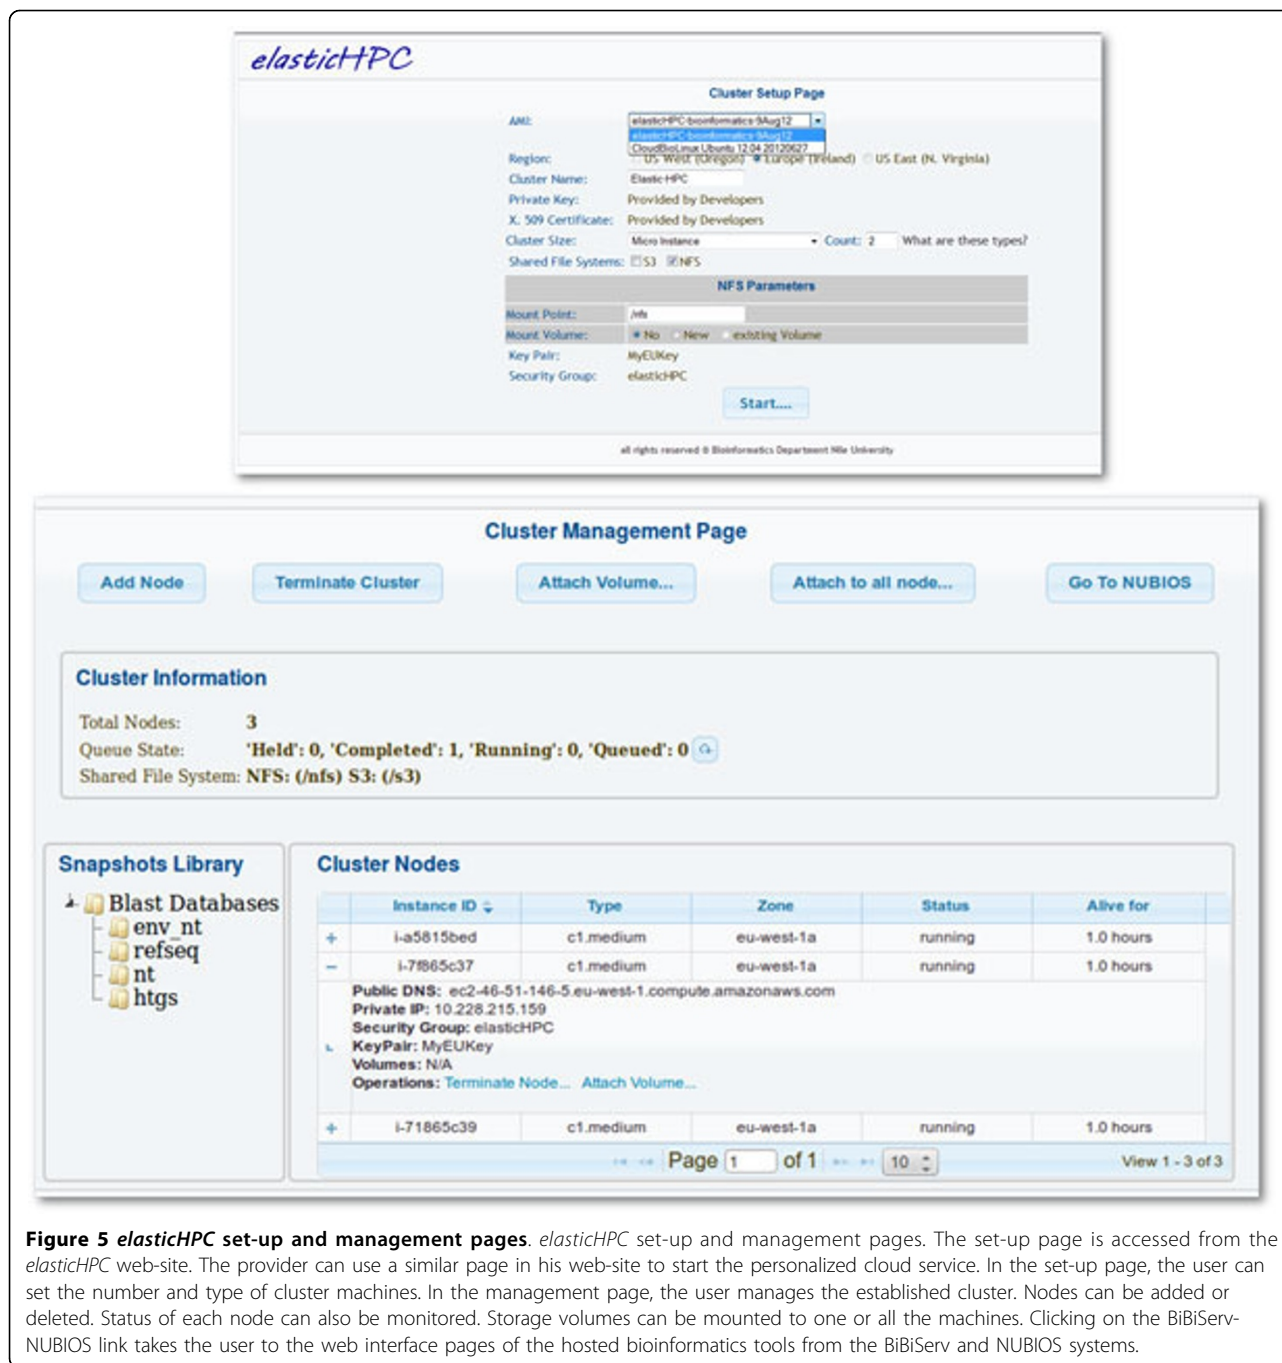 elasticHPC
Cluster Setup Page
AMI: elasticHPC-bioinformatics-9Aug12
elasticHPC-bioinformatics-9Aug12
CloudBioLinux Ubuntu 12.04 20120627
Region: US West (Oregon) Europe (Ireland) US East (N. Virginia)
Cluster Name: Elastic-HPC
Private Key: Provided by Developers
X. 509 Certificate: Provided by Developers
Cluster Size: Micro Instance Count: 2 What are these types?
Shared File Systems: S3 NFS
NFS Parameters
Mount Point: /nfs
Mount Volume: No New existing Volume
Key Pair: MyEUKey
Security Group: elasticHPC
Start....
all rights reserved © Bioinformatics Department Nile University
Cluster Management Page
Add Node Terminate Cluster Attach Volume... Attach to all node... Go To NUBIOS
Cluster Information
Total Nodes: 3
Queue State: 'Held': 0, 'Completed': 1, 'Running': 0, 'Queued': 0
Shared File System: NFS: (/nfs) S3: (/s3)
Snapshots Library
Blast Databases
env_nt
refseq
nt
htgs
Cluster Nodes
Instance ID Type Zone Status Alive for
+ i-a5815bed c1.medium eu-west-1a running 1.0 hours
− i-7f865c37 c1.medium eu-west-1a running 1.0 hours
Public DNS: ec2-46-51-146-5.eu-west-1.compute.amazonaws.com
Private IP: 10.228.215.159
Security Group: elasticHPC
KeyPair: MyEUKey
Volumes: N/A
Operations: Terminate Node... Attach Volume...
+ i-71865c39 c1.medium eu-west-1a running 1.0 hours
Page 1 of 1 10 View 1 - 3 of 3
Figure 5 elasticHPC set-up and management pages. elasticHPC set-up and management pages. The set-up page is accessed from the
elasticHPC web-site. The provider can use a similar page in his web-site to start the personalized cloud service. In the set-up page, the user can
set the number and type of cluster machines. In the management page, the user manages the established cluster. Nodes can be added or
deleted. Status of each node can also be monitored. Storage volumes can be mounted to one or all the machines. Clicking on the BiBiServ-
NUBIOS link takes the user to the web interface pages of the hosted bioinformatics tools from the BiBiServ and NUBIOS systems.